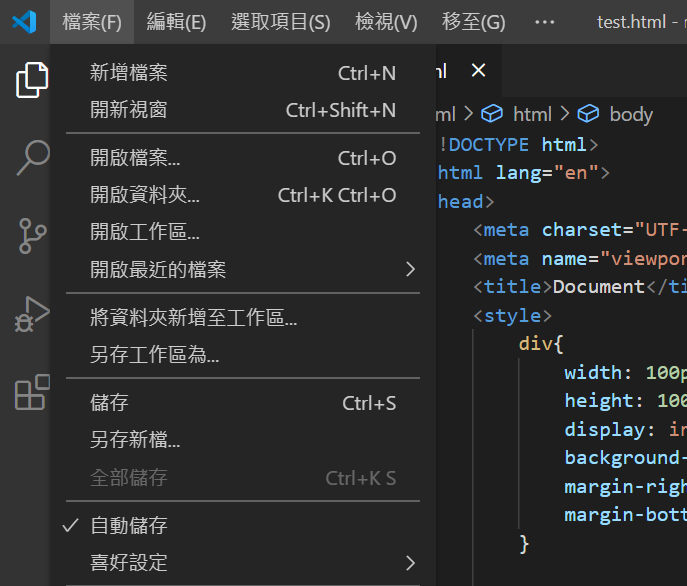 檔案(F) 編輯(E) 選取項目(S) 檢視(V) 移至(G) ··· test.html -
新增檔案 Ctrl+N
開新視窗 Ctrl+Shift+N
開啟檔案... Ctrl+O
開啟資料夾... Ctrl+K Ctrl+O
開啟工作區...
開啟最近的檔案
將資料夾新增至工作區...
另存工作區為...
儲存 Ctrl+S
另存新檔...
全部儲存 Ctrl+K S
自動儲存
喜好設定
ml > html > body
!DOCTYPE html>
html lang="en">
head>
<meta charset="UTF-
<meta name="viewpor
<title>Document</ti
<style>
div{
width: 100p
height: 100
display: in
background-
margin-righ
margin-bott
}